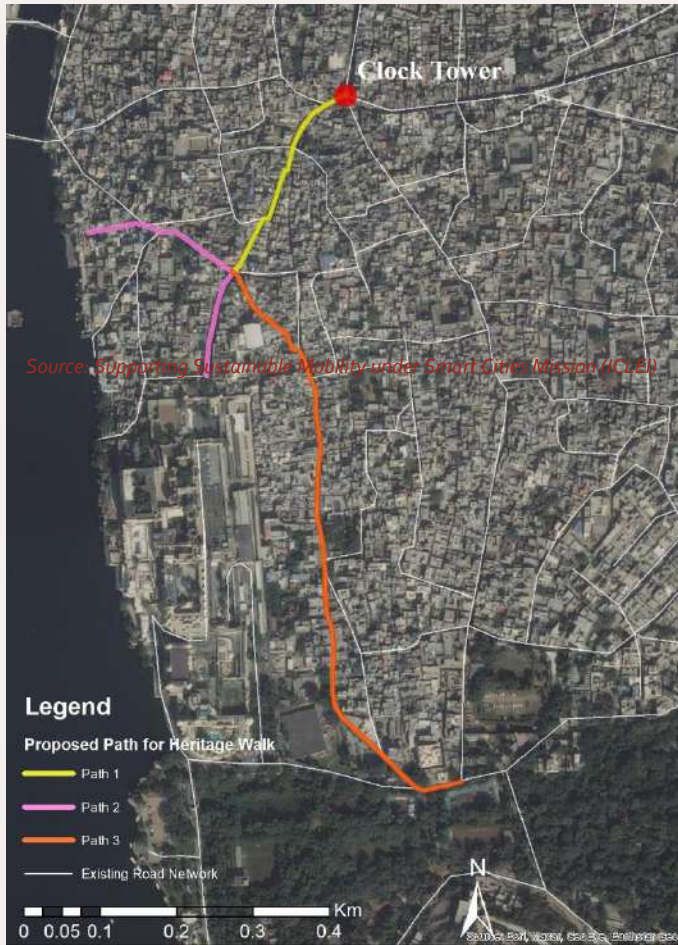 Clock Tower
Source: Supporting Sustainable Mobility under Smart Cities Mission (ICLEI)
Legend
Proposed Path for Heritage Walk
Path 1
Path 2
Path 3
Existing Road Network
N
Km
0 0.05 0.1 0.2 0.3 0.4
Source: Esri,